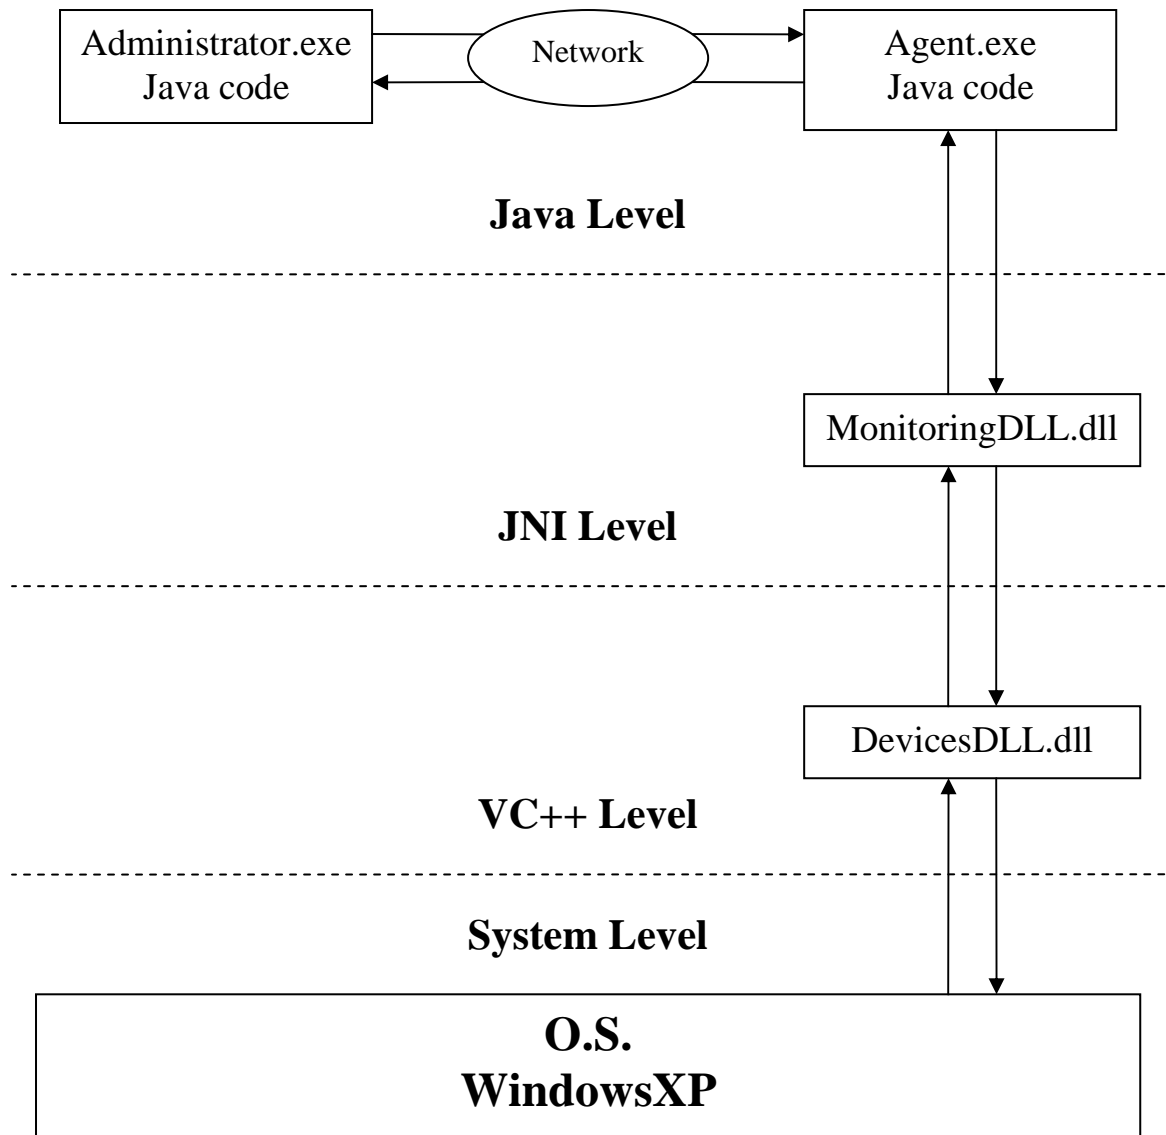 Administrator.exe
Java code
Network
Agent.exe
Java code
Java Level
MonitoringDLL.dll
JNI Level
DevicesDLL.dll
VC++ Level
System Level
O.S.
WindowsXP